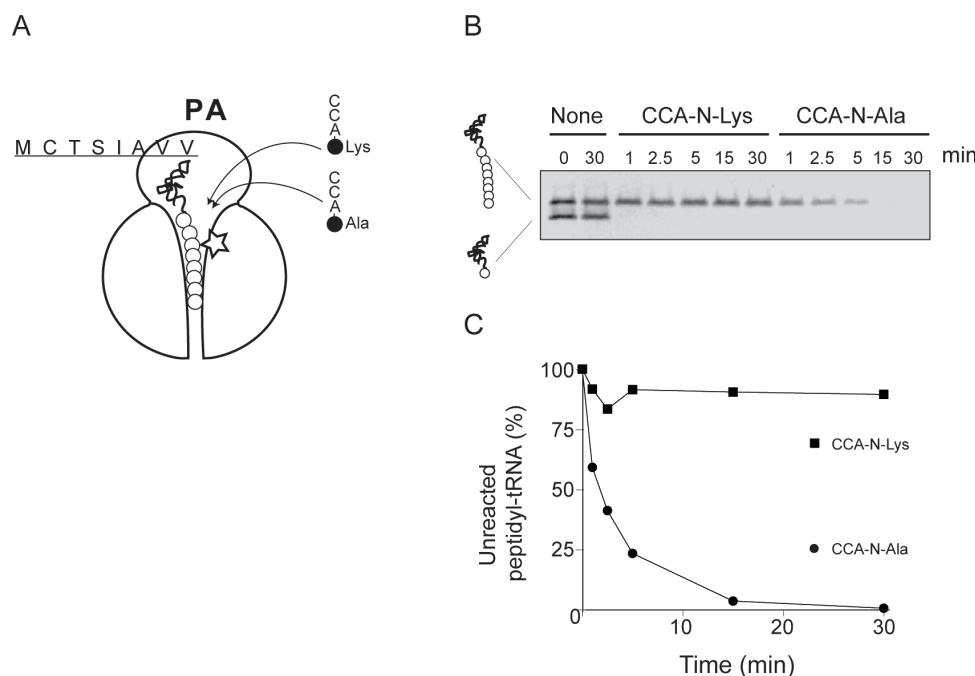 A
PA
M C T S I A V V
C
C
A
Lys
C
C
A
Ala
B
None CCA-N-Lys CCA-N-Ala
0 30 1 2.5 5 15 30 1 2.5 5 15 30 min
C
100
75
50
25
0
10 20 30
Unreacted
peptidyl-tRNA (%)
CCA-N-Lys
CCA-N-Ala
Time (min)